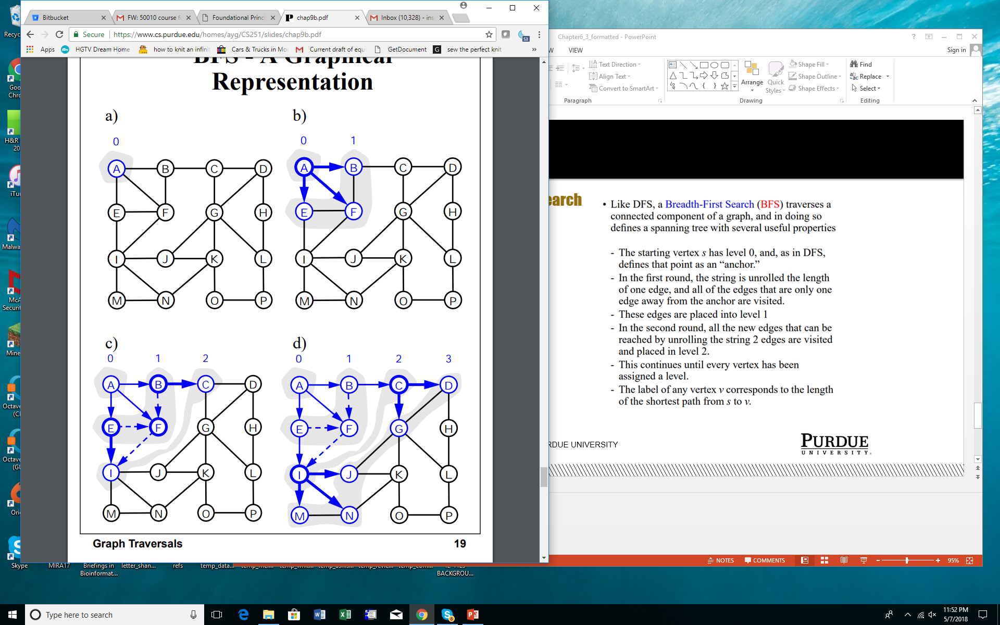 Bitbucket
FW: 50010 course f
Foundational Princi
chap9b.pdf
Inbox (10,328) - ins
Secure
https://www.cs.purdue.edu/homes/ayg/CS251/slides/chap9b.pdf
53
Apps
HGTV Dream Home
how to knit an infinit
Cars & Trucks in Mo
Current draft of equ
GetDocument
sew the perfect knit
»
BFS - A Graphical
Representation
a)
0
A B C D
E F G H
I J K L
M N O P
b)
0 1
A B C D
E F G H
I J K L
M N O P
c)
0 1 2
A B C D
E F G H
I J K L
M N O P
d)
0 1 2 3
A B C D
E F G H
I J K L
M N O P
Graph Traversals
19
Chapter6_3_formatted - PowerPoint
?
W
VIEW
Sign in
Text Direction
Align Text
Convert to SmartArt
Paragraph
Arrange
Quick
Styles
Shape Fill
Shape Outline
Shape Effects
Drawing
Find
Replace
Select
Editing
earch
• Like DFS, a Breadth-First Search (BFS) traverses a
connected component of a graph, and in doing so
defines a spanning tree with several useful properties
- The starting vertex s has level 0, and, as in DFS,
defines that point as an “anchor.”
- In the first round, the string is unrolled the length
of one edge, and all of the edges that are only one
edge away from the anchor are visited.
- These edges are placed into level 1
- In the second round, all the new edges that can be
reached by unrolling the string 2 edges are visited
and placed in level 2.
- This continues until every vertex has been
assigned a level.
- The label of any vertex v corresponds to the length
of the shortest path from s to v.
RDUE UNIVERSITY
PURDUE
UNIVERSITY
NOTES
COMMENTS
95%
Recyc
Goo
Chro
H&R
20
iTu
Malwa
McA
Securit
Mine
Octave
(CL
Octave
(GU
Ori
Skype
MIRA17
Briefings in
Bioinformat...
letter_shan...
refs
temp_data...
BACKGROU...
Type here to search
11:52 PM
5/7/2018